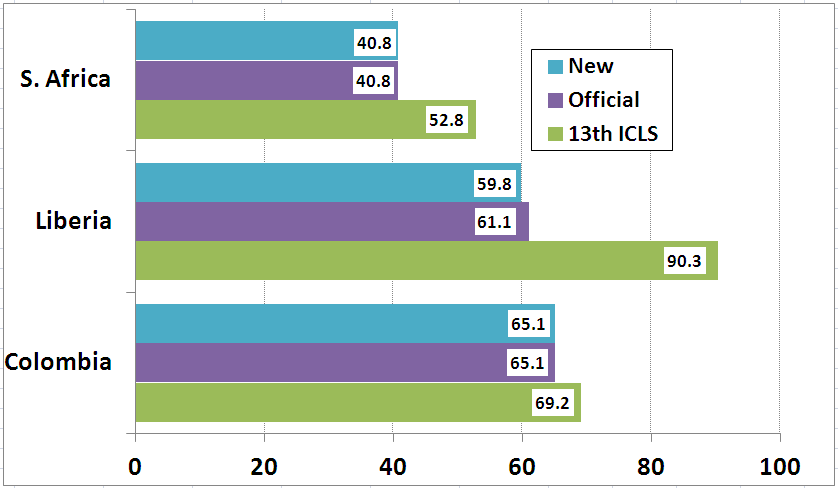 S. Africa
40.8
40.8
52.8
New
Official
13th ICLS
Liberia
59.8
61.1
90.3
Colombia
65.1
65.1
69.2
0 20 40 60 80 100